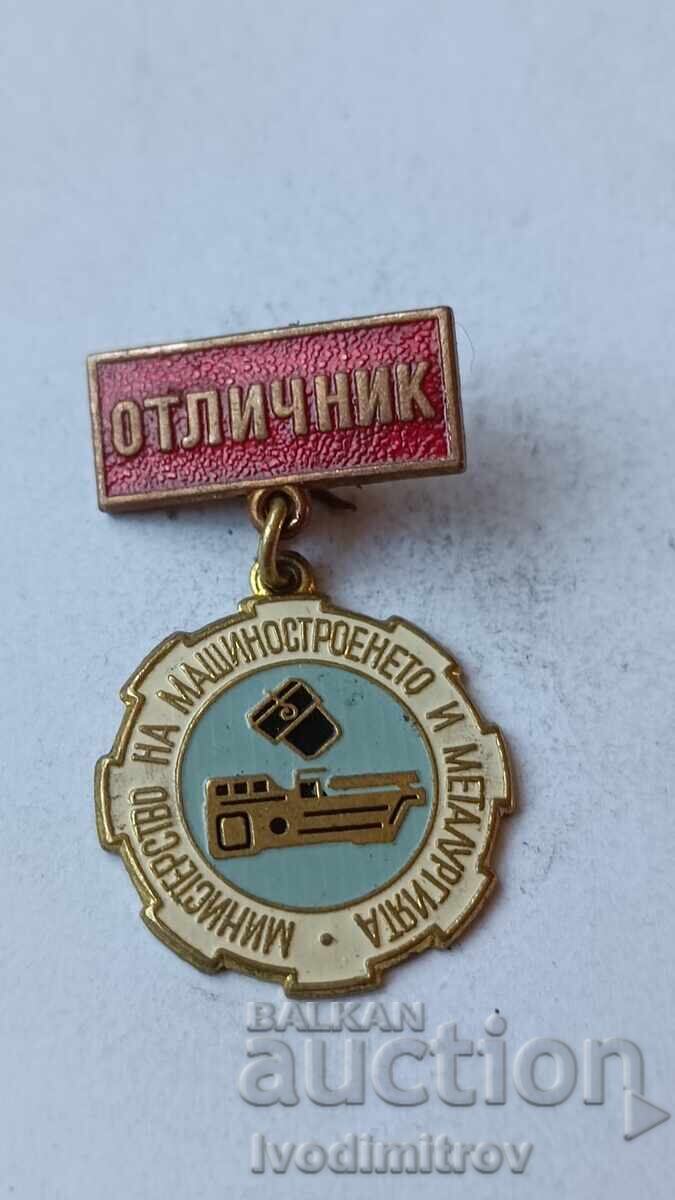 ОТЛИЧНИК
МИНИСТЕРСТВО НА МАШИНОСТРОЕНЕТО И МЕТАЛУРГИЯТА •
BALKAN
auction
Ivodimitrov